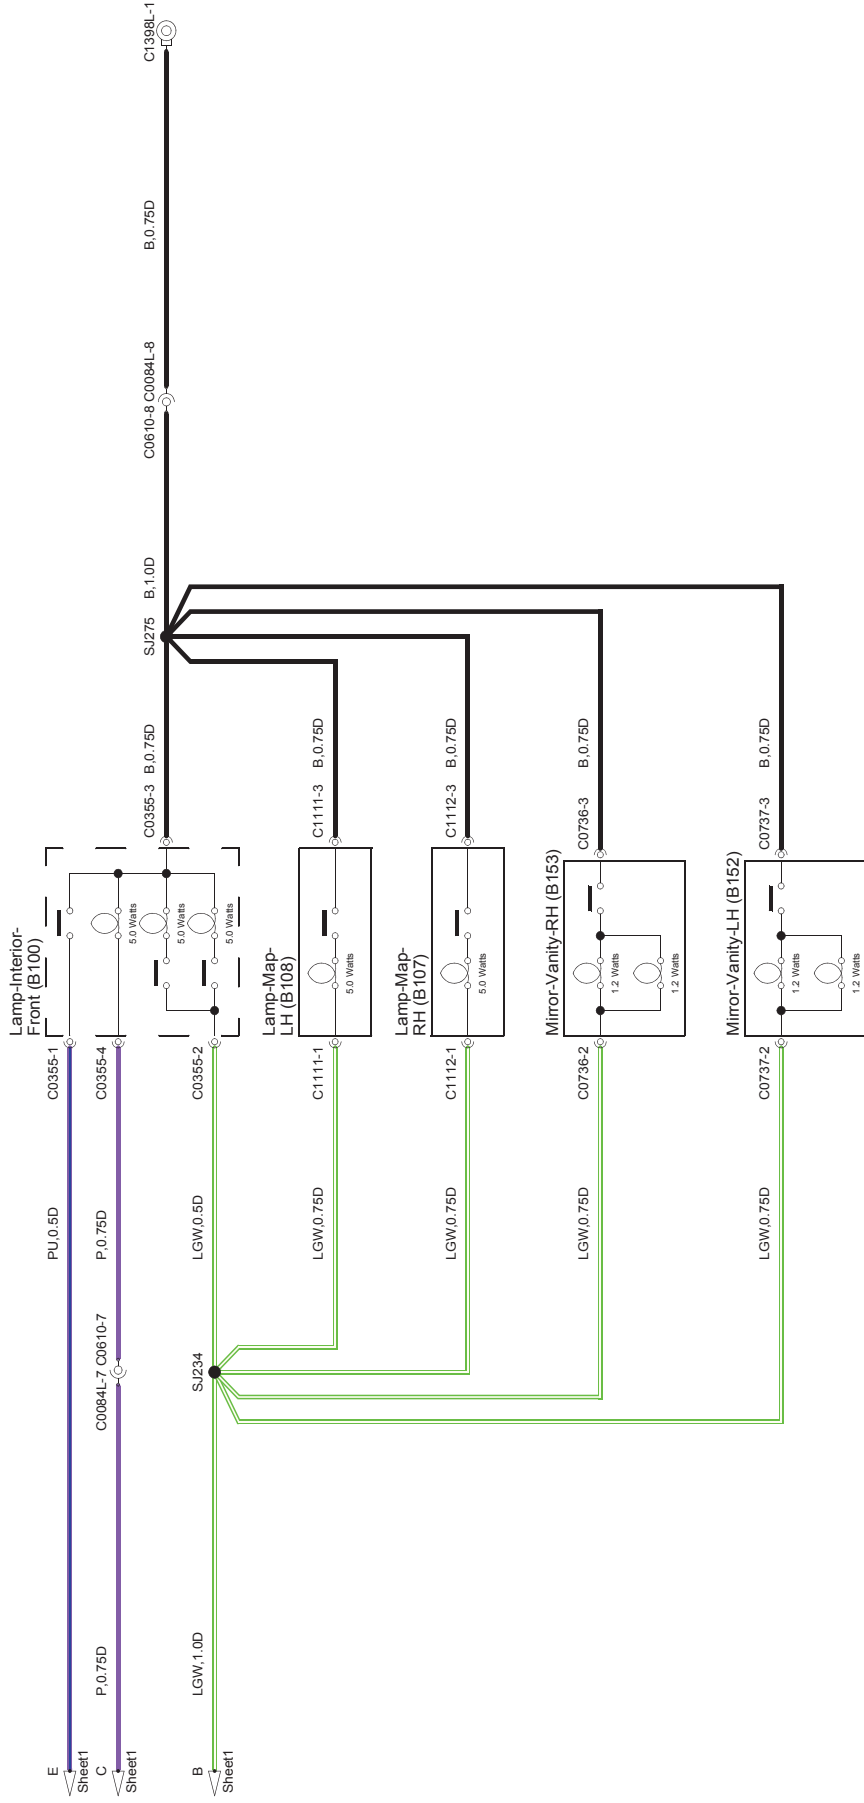 E
Sheet1
PU,0.5D
C0355-1
Lamp-Interior-
Front (B100)
C
Sheet1
P,0.75D
C0084L-7
C0610-7
P,0.75D
C0355-4
5.0 Watts
5.0 Watts
5.0 Watts
C0355-3
B,0.75D
SJ275
B,1.0D
C0610-8
C0084L-8
B,0.75D
C1398L-1
B
Sheet1
LGW,1.0D
SJ234
LGW,0.5D
C0355-2
LGW,0.75D
C1111-1
Lamp-Map-
LH (B108)
5.0 Watts
C1111-3
B,0.75D
LGW,0.75D
C1112-1
Lamp-Map-
RH (B107)
5.0 Watts
C1112-3
B,0.75D
LGW,0.75D
C0736-2
Mirror-Vanity-RH (B153)
1.2 Watts
1.2 Watts
C0736-3
B,0.75D
LGW,0.75D
C0737-2
Mirror-Vanity-LH (B152)
1.2 Watts
1.2 Watts
C0737-3
B,0.75D